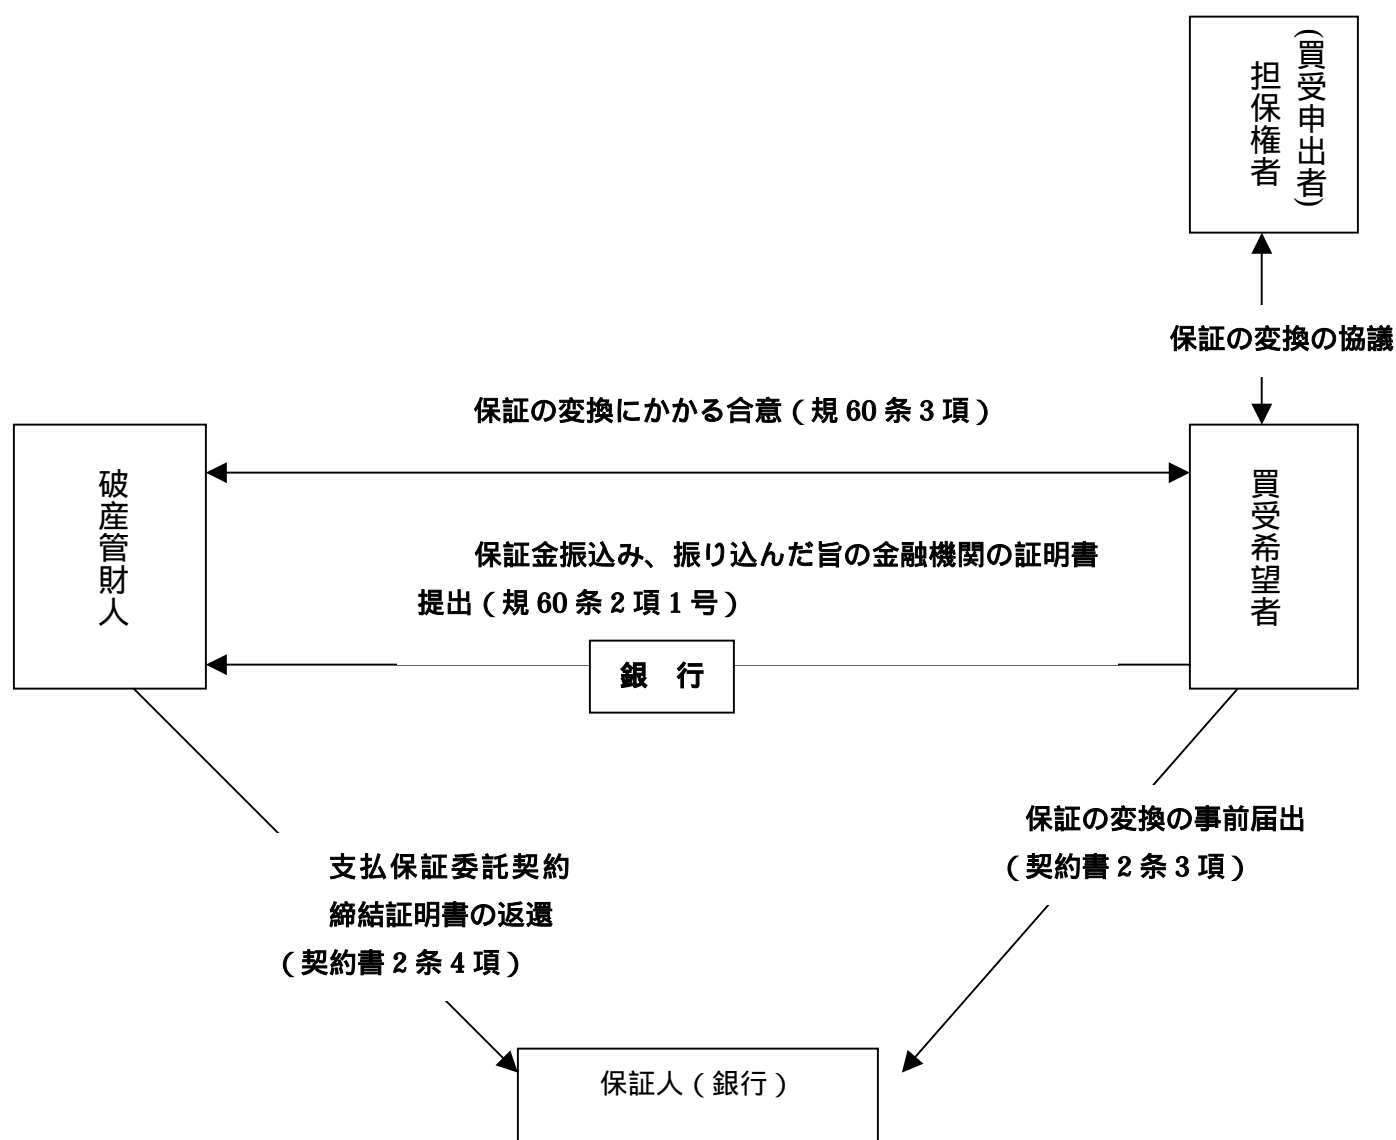 (買受申出者)
担保権者
保証の変換の協議
保証の変換にかかる合意（規60条3項）
破産管財人
買受希望者
保証金振込み、振り込んだ旨の金融機関の証明書
提出（規60条2項1号）
銀　行
保証の変換の事前届出
（契約書2条3項）
支払保証委託契約
締結証明書の返還
（契約書2条4項）
保証人（銀行）